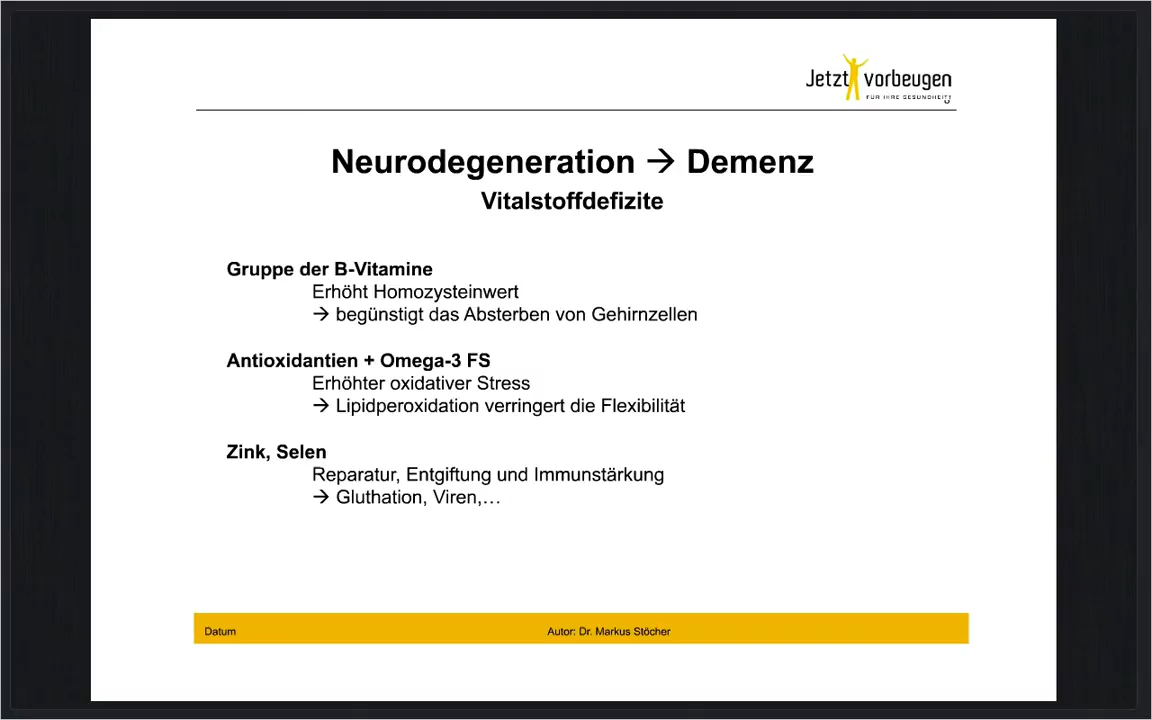 Jetzt vorbeugen
FÜR IHRE GESUNDHEIT!
Neurodegeneration → Demenz
Vitalstoffdefizite
Gruppe der B-Vitamine
Erhöht Homozysteinwert
→ begünstigt das Absterben von Gehirnzellen
Antioxidantien + Omega-3 FS
Erhöhter oxidativer Stress
→ Lipidperoxidation verringert die Flexibilität
Zink, Selen
Reparatur, Entgiftung und Immunstärkung
→ Gluthation, Viren,…
Datum
Autor: Dr. Markus Stöcher